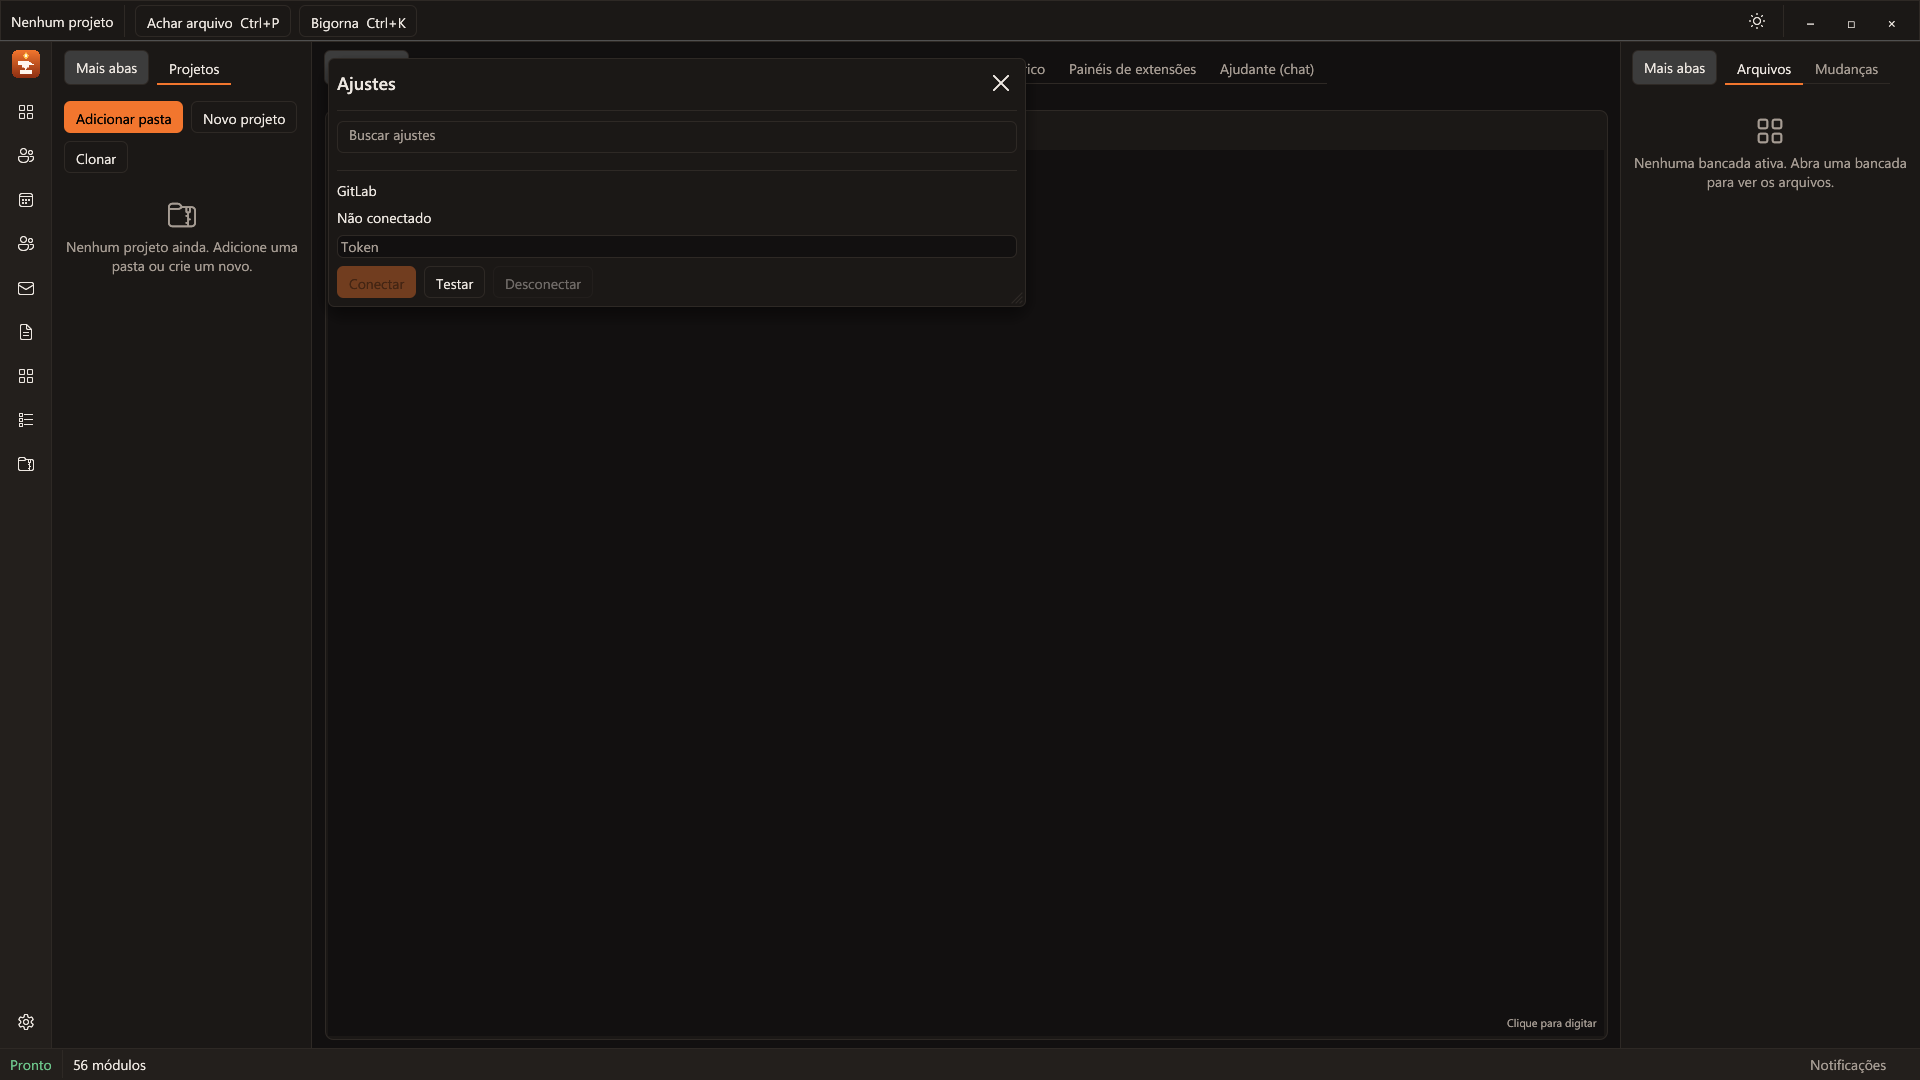 Nenhum projeto
Achar arquivo Ctrl+P
Bigorna Ctrl+K
Mais abas
Projetos
Adicionar pasta
Novo projeto
Clonar
Nenhum projeto ainda. Adicione uma
pasta ou crie um novo.
Ajustes
Buscar ajustes
GitLab
Não conectado
Token
Conectar
Testar
Desconectar
Painéis de extensões
Ajudante (chat)
Clique para digitar
Mais abas
Arquivos
Mudanças
Nenhuma bancada ativa. Abra uma bancada
para ver os arquivos.
Pronto
56 módulos
Notificações